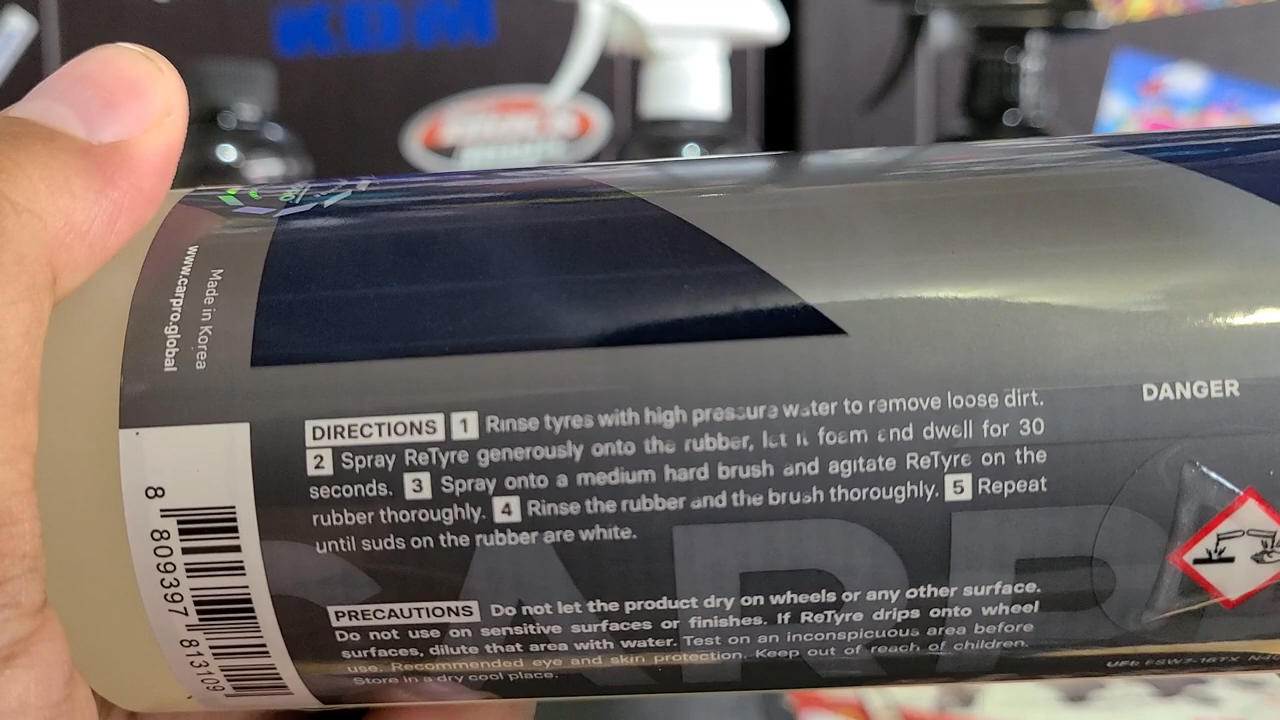 KDM
Made in Korea
www.carpro.global
DIRECTIONS 1 Rinse tyres with high pressure water to remove loose dirt.
2 Spray ReTyre generously onto the rubber, let it foam and dwell for 30
seconds. 3 Spray onto a medium hard brush and agitate ReTyre on the
rubber thoroughly. 4 Rinse the rubber and the brush thoroughly. 5 Repeat
until suds on the rubber are white.
DANGER
PRECAUTIONS Do not let the product dry on wheels or any other surface.
Do not use on sensitive surfaces or finishes. If ReTyre drips onto wheel
surfaces, dilute that area with water. Test on an inconspicuous area before
use. Recommended eye and skin protection. Keep out of reach of children.
Store in a dry cool place.
8 809397 813109
CARP
UFI: